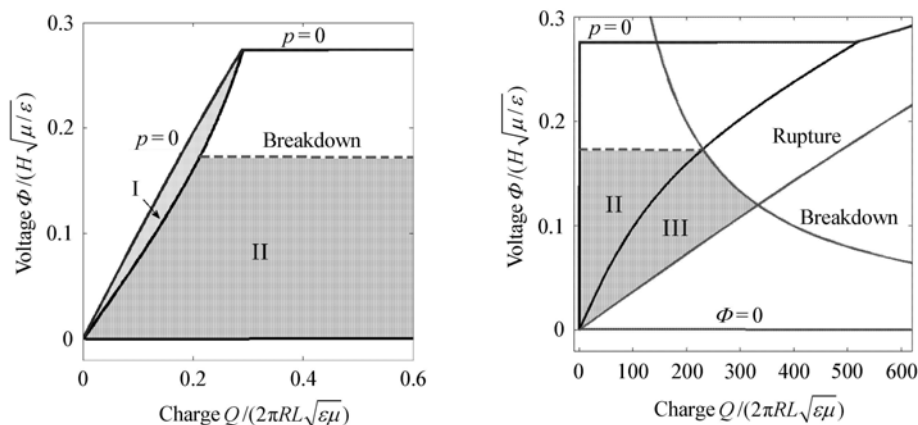 0.3
p=0
0.2
p=0
Breakdown
I
0.1
II
0
0
0.2
0.4
0.6
Voltage Φ/(H√μ/ε)
Charge Q/(2πRL√εμ)
0.3
p=0
0.2
Rupture
II
III
Breakdown
0.1
Φ=0
0
0
100
200
300
400
500
600
Voltage Φ/(H√μ/ε)
Charge Q/(2πRL√εμ)